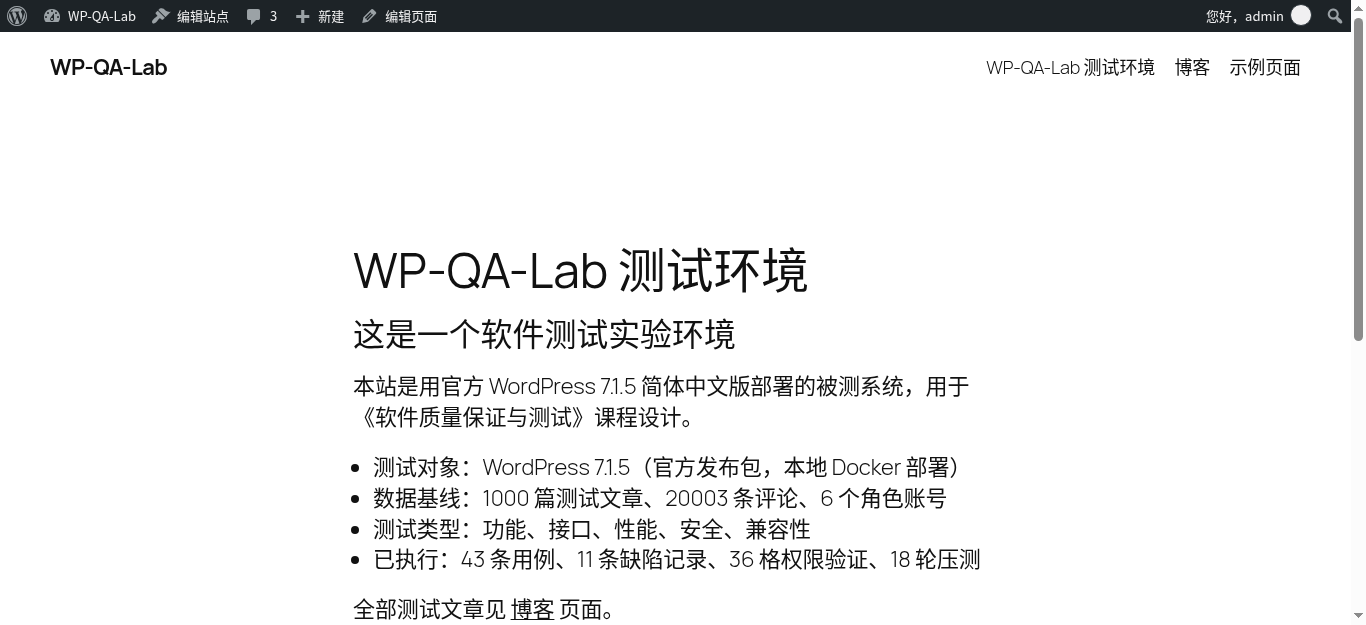 WP-QA-Lab 编辑站点 3 新建 编辑页面 您好，admin
WP-QA-Lab WP-QA-Lab 测试环境 博客 示例页面
WP-QA-Lab 测试环境
这是一个软件测试实验环境
本站是用官方 WordPress 7.1.5 简体中文版部署的被测系统，用于
《软件质量保证与测试》课程设计。
测试对象：WordPress 7.1.5（官方发布包，本地 Docker 部署）
数据基线：1000 篇测试文章、20003 条评论、6 个角色账号
测试类型：功能、接口、性能、安全、兼容性
已执行：43 条用例、11 条缺陷记录、36 格权限验证、18 轮压测
全部测试文章见 博客 页面。